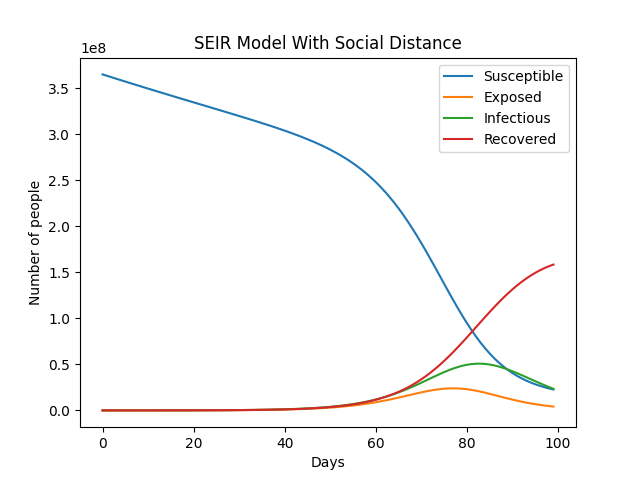 SEIR Model With Social Distance
1e8
Susceptible
Exposed
Infectious
Recovered
3.5
3.0
2.5
2.0
1.5
1.0
0.5
0.0
Number of people
0 20 40 60 80 100
Days